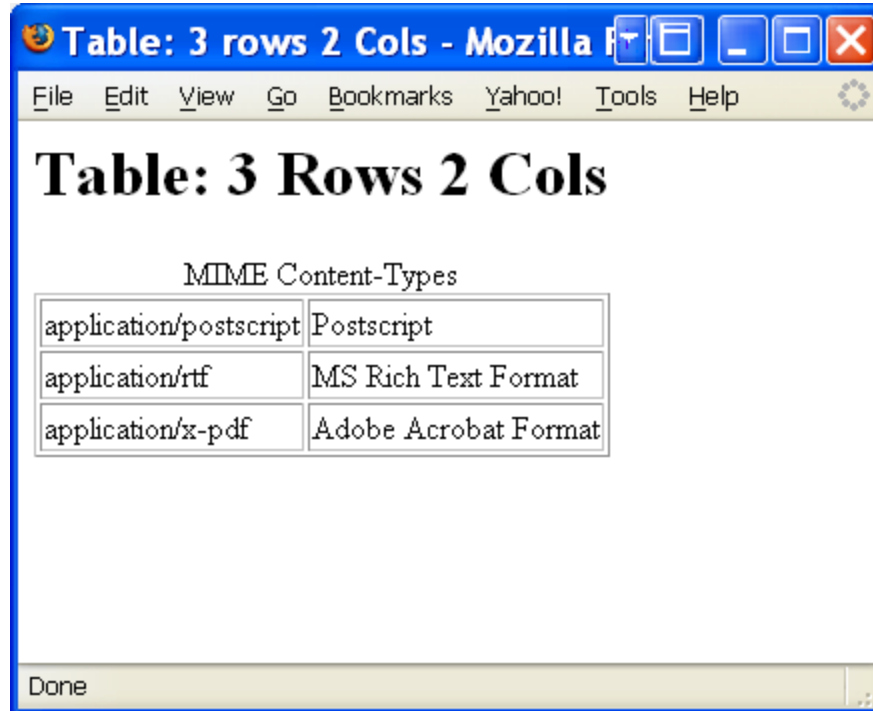 Table: 3 rows 2 Cols - Mozilla F
File Edit View Go Bookmarks Yahoo! Tools Help
Table: 3 Rows 2 Cols
MIME Content-Types
application/postscript Postscript
application/rtf MS Rich Text Format
application/x-pdf Adobe Acrobat Format
Done